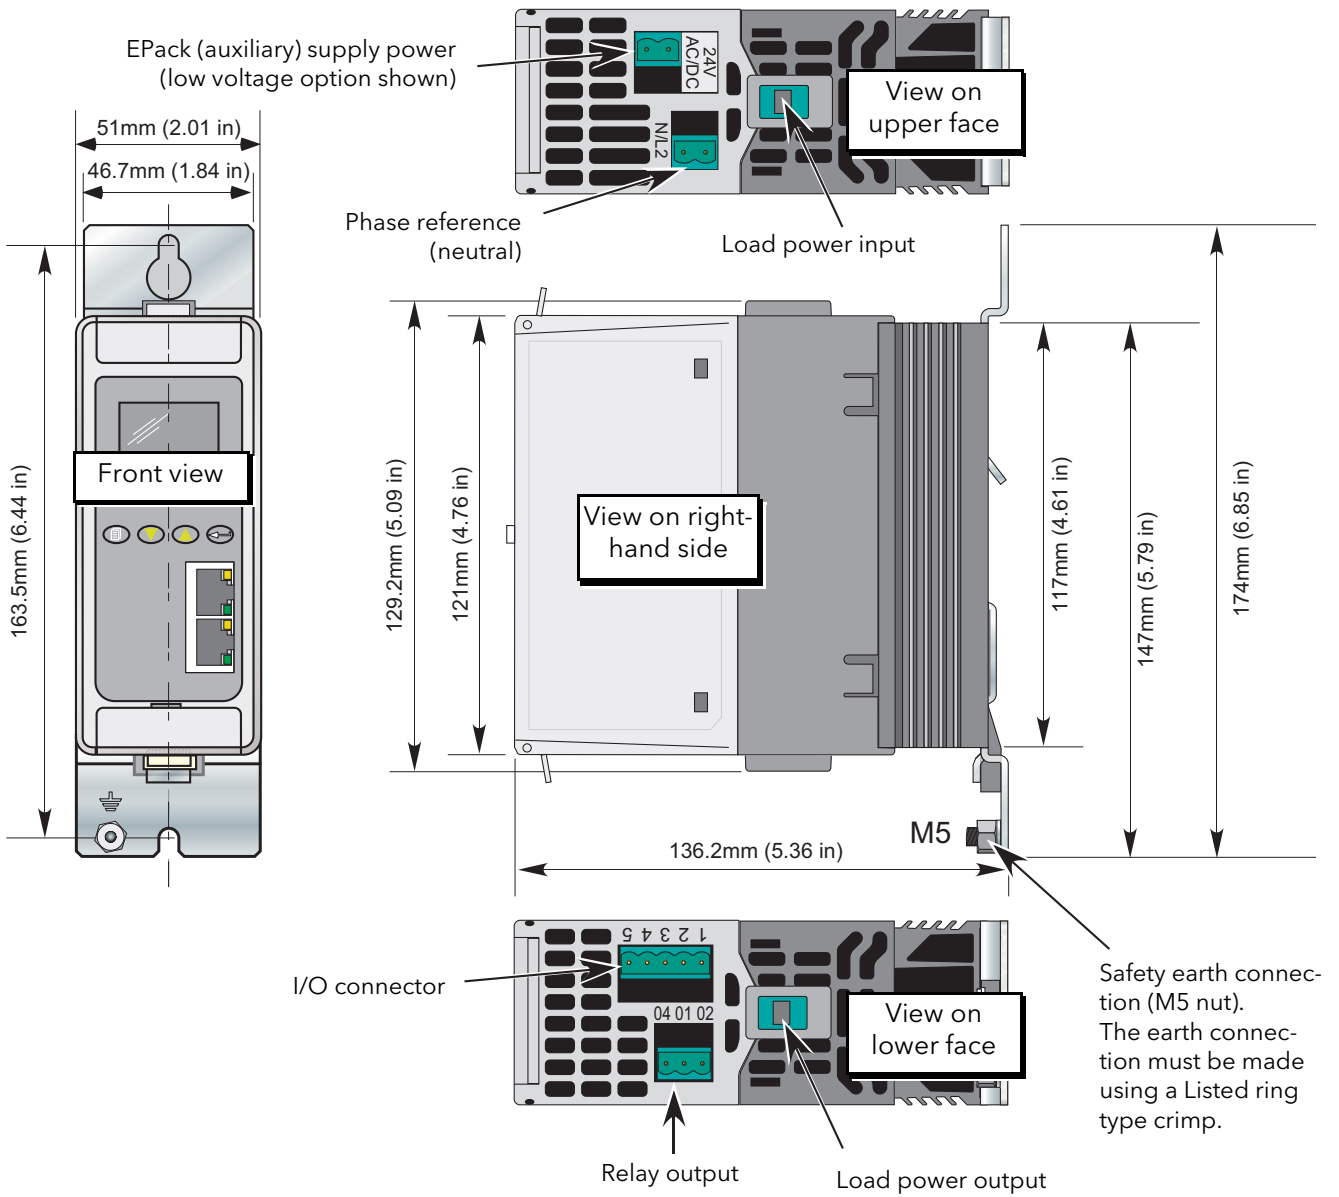 EPack (auxiliary) supply power
(low voltage option shown)
24V
AC/DC
N/L2
View on
upper face
51mm (2.01 in)
46.7mm (1.84 in)
Phase reference
(neutral)
Load power input
Front view
163.5mm (6.44 in)
129.2mm (5.09 in)
121mm (4.76 in)
View on right-
hand side
117mm (4.61 in)
147mm (5.79 in)
174mm (6.85 in)
M5
136.2mm (5.36 in)
5 4 3 2 1
I/O connector
04 01 02
View on
lower face
Safety earth connec-
tion (M5 nut).
The earth connec-
tion must be made
using a Listed ring
type crimp.
Relay output
Load power output